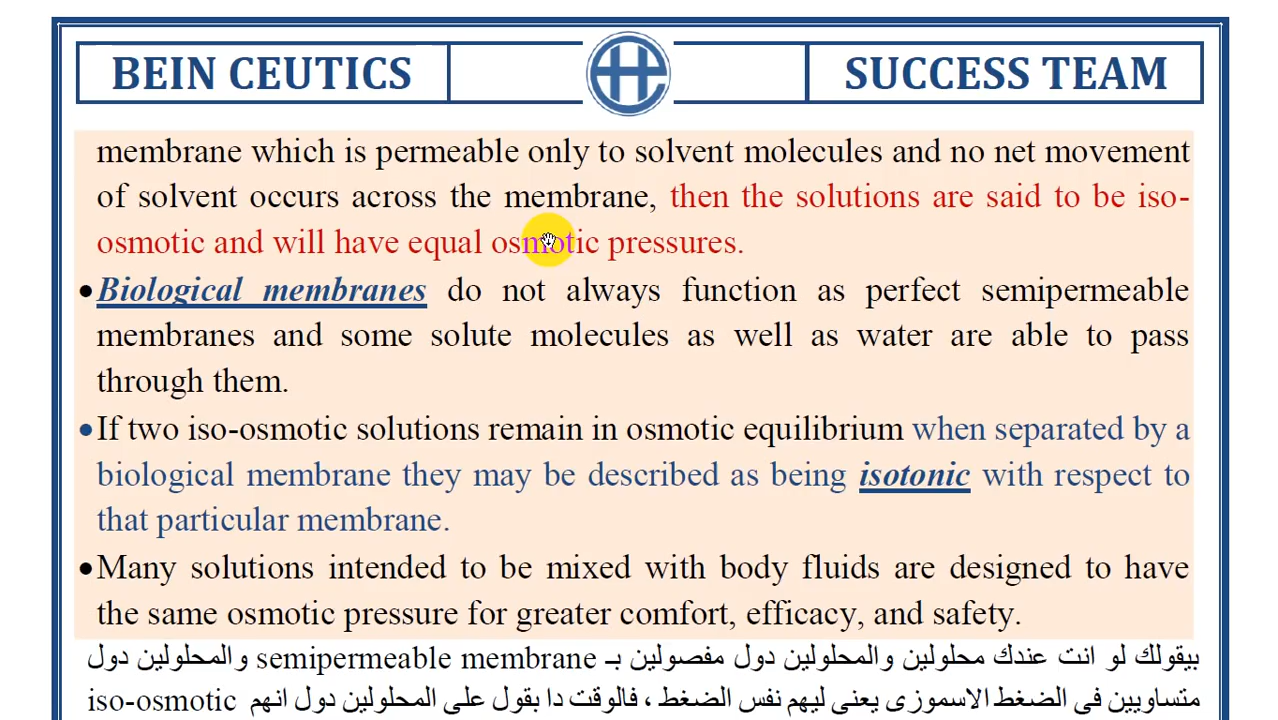 BEIN CEUTICS
SUCCESS TEAM
membrane which is permeable only to solvent molecules and no net movement
of solvent occurs across the membrane, then the solutions are said to be iso-
osmotic and will have equal osmotic pressures.
•Biological membranes do not always function as perfect semipermeable
membranes and some solute molecules as well as water are able to pass
through them.
•If two iso-osmotic solutions remain in osmotic equilibrium when separated by a
biological membrane they may be described as being isotonic with respect to
that particular membrane.
•Many solutions intended to be mixed with body fluids are designed to have
the same osmotic pressure for greater comfort, efficacy, and safety.
بيقولك لو انت عندك محلولين والمحلولين دول مفصولين بـ semipermeable membrane والمحلولين دول
متساويين فى الضغط الاسموزى يعنى ليهم نفس الضغط ، فالوقت دا بقول على المحلولين دول انهم iso-osmotic